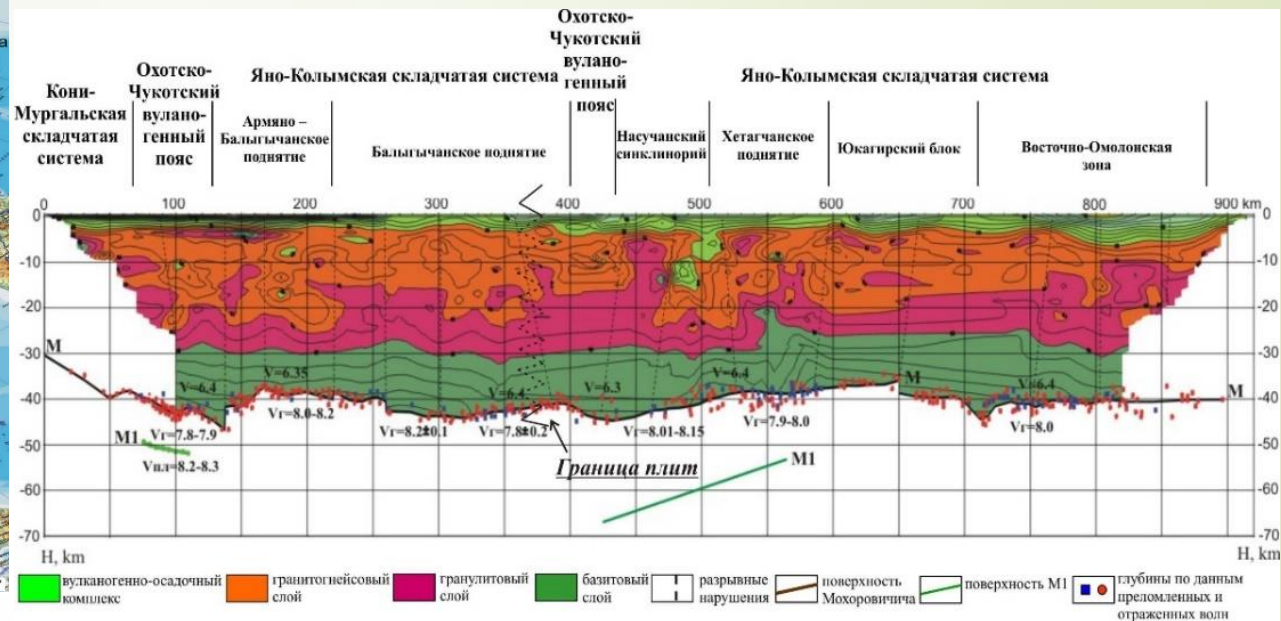 Кони-
Мургальская
складчатая
система
Охотско-
Чукотский
вулано-
генный
пояс
Яно-Колымская складчатая система
Охотско-
Чукотский
вулано-
генный
пояс
Яно-Колымская складчатая система
Армяно –
Балыгычанское
поднятие
Балыгычанское поднятие
Насучанский
синклинорий
Хетагчанское
поднятие
Юкагирский блок
Восточно-Омолонская
зона
0 100 200 300 400 500 600 700 800 900 km
0 0
-10 -10
-20 -20
-30 -30
-40 -40
-50 -50
-60 -60
-70 -70
M
V=6.4
V=6.35
V=6.4
V=6.3
V=6.4
M
V=6.4
M
Vг=7.8-7.9
Vг=8.0-8.2
Vг=8.2±0.1
Vг=7.8±0.2
Vг=8.01-8.15
Vг=7.9-8.0
Vг=8.0
M1
Vпл=8.2-8.3
Граница плит
M1
H, km
H, km
вулканогенно-осадочный
комплекс
гранитогнейсовый
слой
гранулитовый
слой
базитовый
слой
разрывные
нарушения
поверхность
Мохоровичича
поверхность M1
глубины по данным
преломленных и
отраженных волн